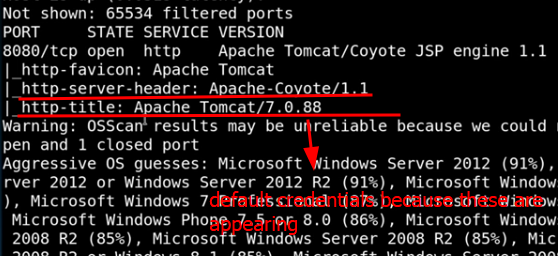 Not shown: 65534 filtered ports
PORT     STATE SERVICE VERSION
8080/tcp open  http    Apache Tomcat/Coyote JSP engine 1.1
|_http-favicon: Apache Tomcat
|_http-server-header: Apache-Coyote/1.1
|_http-title: Apache Tomcat/7.0.88
Warning: OSScan results may be unreliable because we could
pen and 1 closed port
Aggressive OS guesses: Microsoft Windows Server 2012 (91%),
rver 2012 or Windows Server 2012 R2 (91%), Microsoft Window
), Microsoft Windows 7 Professional (87%), Microsoft Window
default credentials because these are
Microsoft Windows Phone 7.5 or 8.0 (86%), Microsoft Window
appearing
2008 R2 (85%), Microsoft Windows Server 2008 R2 (85%), Mic